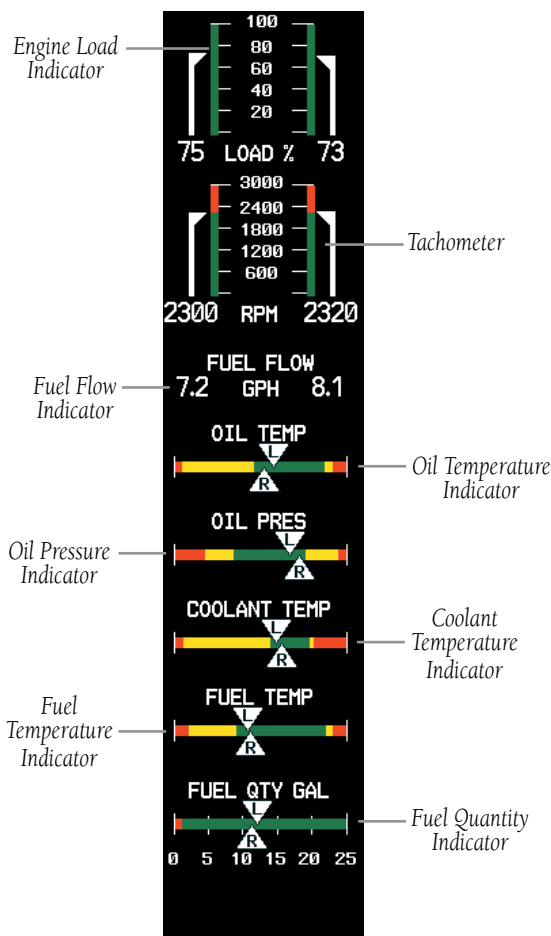 Engine Load
Indicator
100
80
60
40
20
75 LOAD % 73
3000
2400
1800
1200
600
Tachometer
2300 RPM 2320
FUEL FLOW
7.2 GPH 8.1
Fuel Flow
Indicator
OIL TEMP
L
R
Oil Temperature
Indicator
OIL PRES
L
R
Oil Pressure
Indicator
COOLANT TEMP
L
R
Coolant
Temperature
Indicator
FUEL TEMP
L
R
Fuel
Temperature
Indicator
FUEL QTY GAL
L
R
0 5 10 15 20 25
Fuel Quantity
Indicator